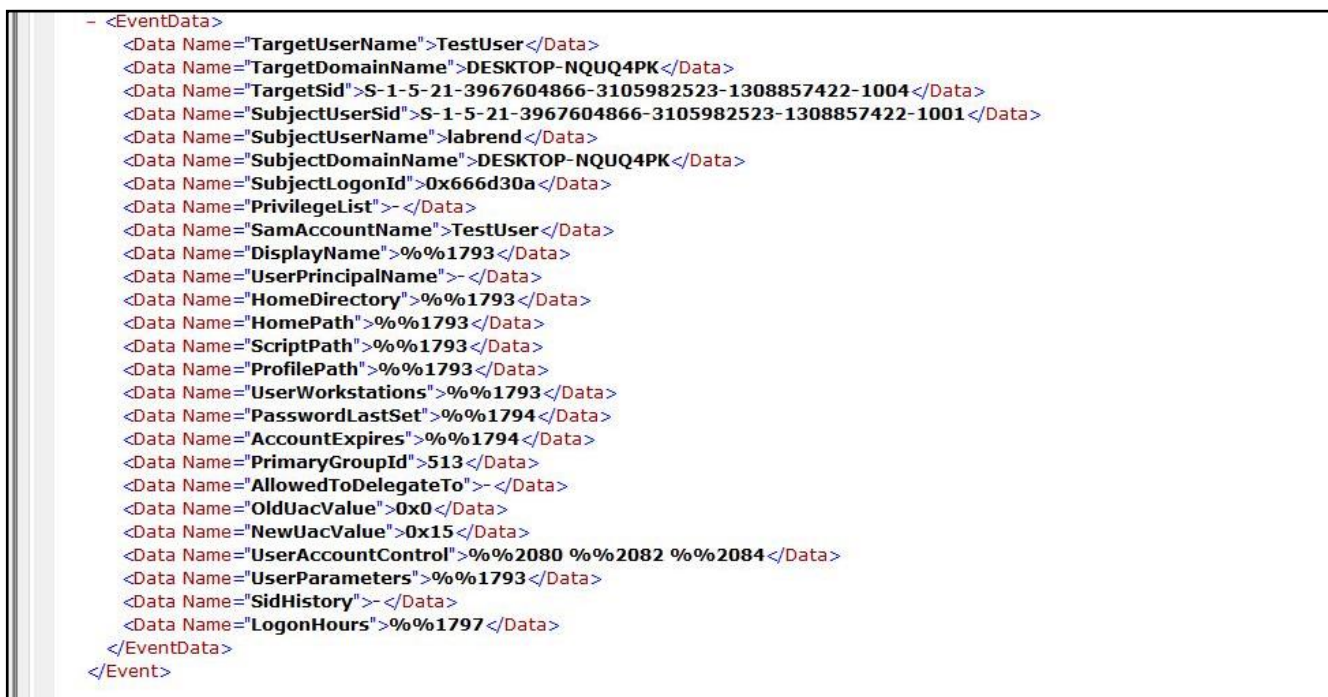 – <EventData>
<Data Name="TargetUserName">TestUser</Data>
<Data Name="TargetDomainName">DESKTOP-NQUQ4PK</Data>
<Data Name="TargetSid">S-1-5-21-3967604866-3105982523-1308857422-1004</Data>
<Data Name="SubjectUserSid">S-1-5-21-3967604866-3105982523-1308857422-1001</Data>
<Data Name="SubjectUserName">labrend</Data>
<Data Name="SubjectDomainName">DESKTOP-NQUQ4PK</Data>
<Data Name="SubjectLogonId">0x666d30a</Data>
<Data Name="PrivilegeList">-</Data>
<Data Name="SamAccountName">TestUser</Data>
<Data Name="DisplayName">%%1793</Data>
<Data Name="UserPrincipalName">-</Data>
<Data Name="HomeDirectory">%%1793</Data>
<Data Name="HomePath">%%1793</Data>
<Data Name="ScriptPath">%%1793</Data>
<Data Name="ProfilePath">%%1793</Data>
<Data Name="UserWorkstations">%%1793</Data>
<Data Name="PasswordLastSet">%%1794</Data>
<Data Name="AccountExpires">%%1794</Data>
<Data Name="PrimaryGroupId">513</Data>
<Data Name="AllowedToDelegateTo">-</Data>
<Data Name="OldUacValue">0x0</Data>
<Data Name="NewUacValue">0x15</Data>
<Data Name="UserAccountControl">%%2080 %%2082 %%2084</Data>
<Data Name="UserParameters">%%1793</Data>
<Data Name="SidHistory">-</Data>
<Data Name="LogonHours">%%1797</Data>
</EventData>
</Event>